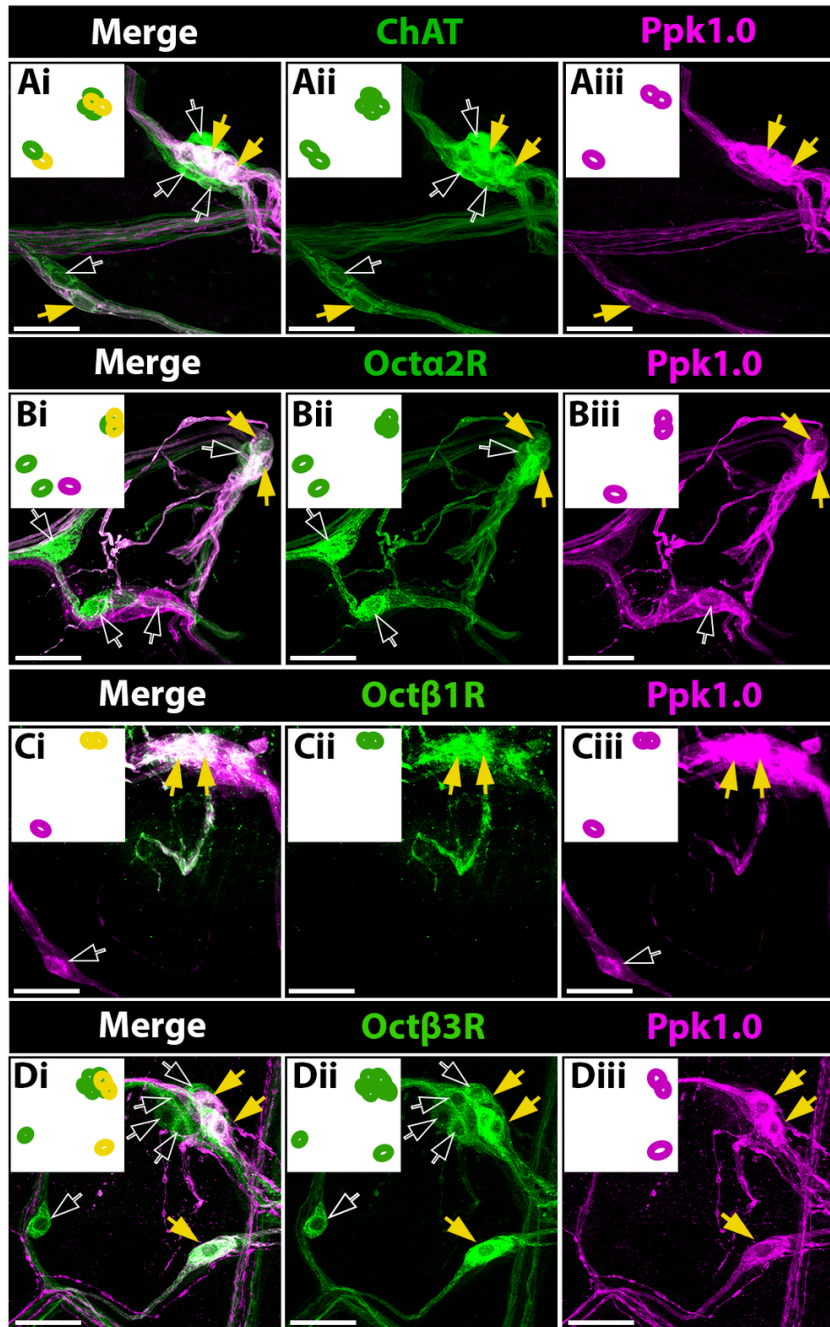 Merge ChAT Ppk1.0
Ai Aii Aiii
Merge Octα2R Ppk1.0
Bi Bii Biii
Merge Octβ1R Ppk1.0
Ci Cii Ciii
Merge Octβ3R Ppk1.0
Di Dii Diii